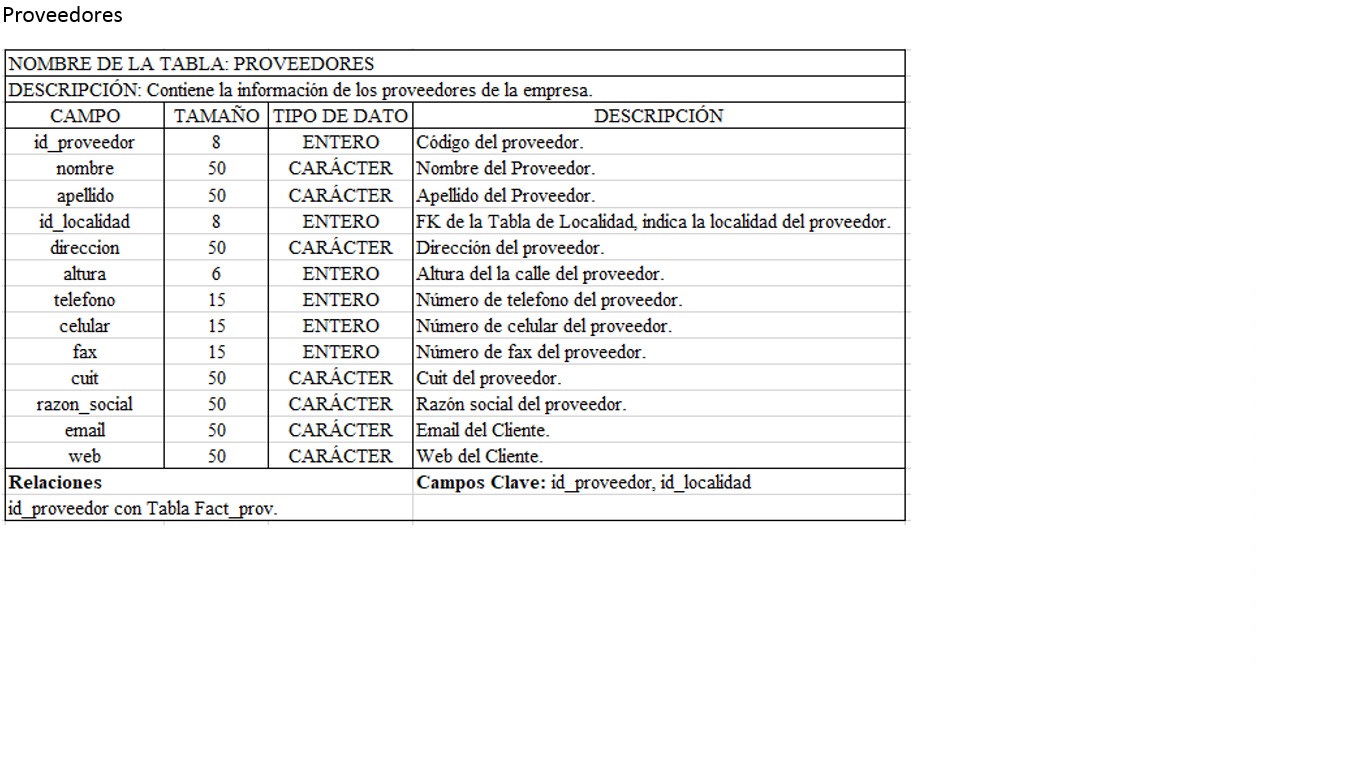 Proveedores
NOMBRE DE LA TABLA: PROVEEDORES
DESCRIPCIÓN: Contiene la información de los proveedores de la empresa.
CAMPO TAMAÑO TIPO DE DATO DESCRIPCIÓN
id_proveedor 8 ENTERO Código del proveedor.
nombre 50 CARÁCTER Nombre del Proveedor.
apellido 50 CARÁCTER Apellido del Proveedor.
id_localidad 8 ENTERO FK de la Tabla de Localidad, indica la localidad del proveedor.
direccion 50 CARÁCTER Dirección del proveedor.
altura 6 ENTERO Altura del la calle del proveedor.
telefono 15 ENTERO Número de telefono del proveedor.
celular 15 ENTERO Número de celular del proveedor.
fax 15 ENTERO Número de fax del proveedor.
cuit 50 CARÁCTER Cuit del proveedor.
razon_social 50 CARÁCTER Razón social del proveedor.
email 50 CARÁCTER Email del Cliente.
web 50 CARÁCTER Web del Cliente.
Relaciones Campos Clave: id_proveedor, id_localidad
id_proveedor con Tabla Fact_prov.